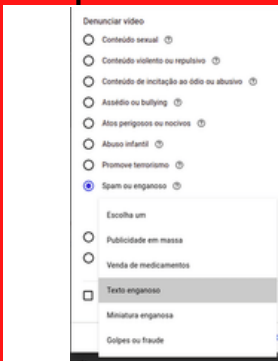 Denunciar vídeo
Conteúdo sexual
Conteúdo violento ou repulsivo
Conteúdo de incitação ao ódio ou abusivo
Assédio ou bullying
Atos perigosos ou nocivos
Abuso infantil
Promove terrorismo
Spam ou enganoso
Escolha um
Publicidade em massa
Venda de medicamentos
Texto enganoso
Miniatura enganosa
Golpes ou fraude